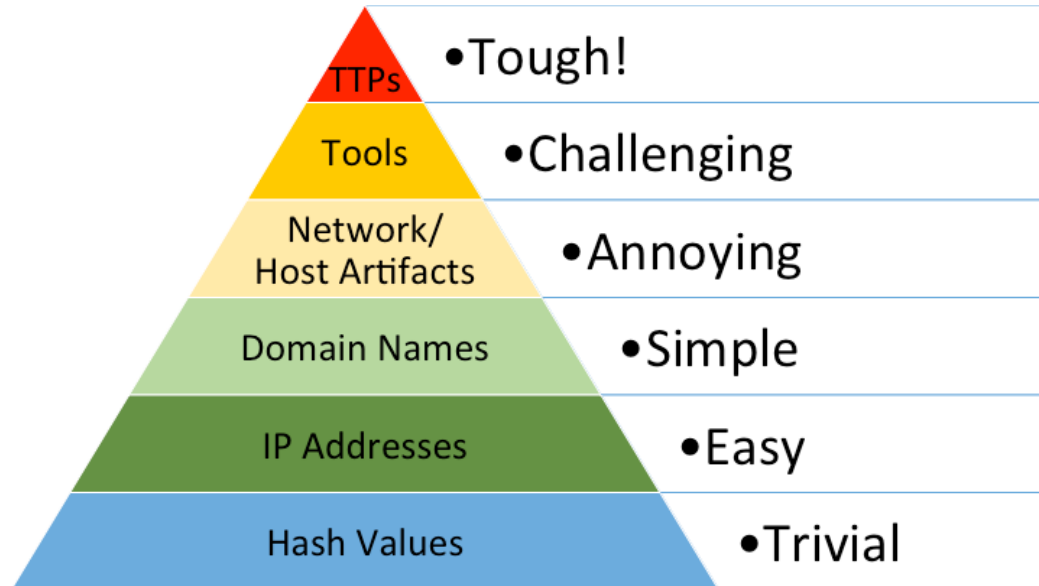 TTPs
•Tough!
Tools
•Challenging
Network/
Host Artifacts
•Annoying
Domain Names
•Simple
IP Addresses
•Easy
Hash Values
•Trivial